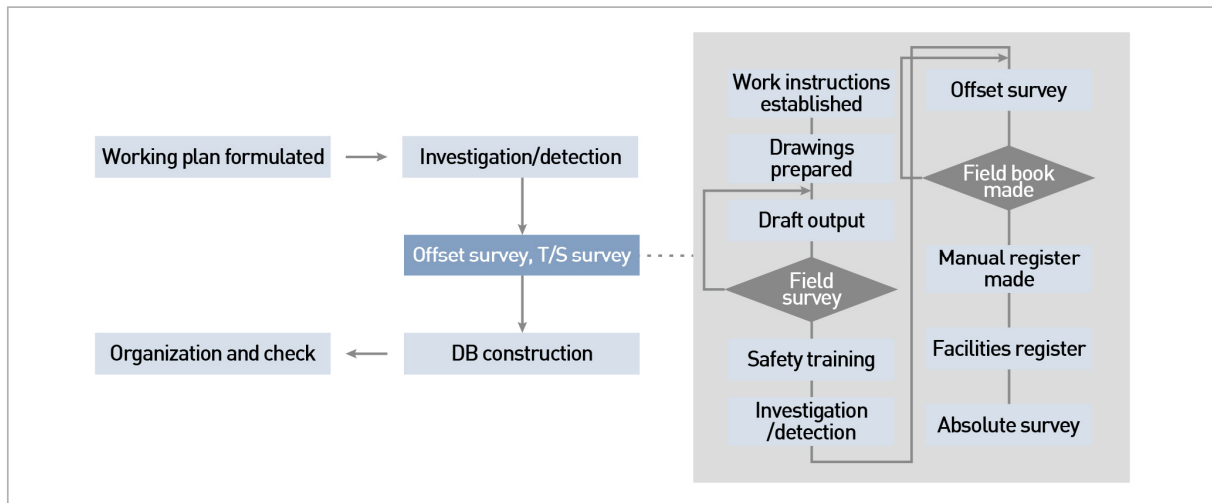 Working plan formulated
Investigation/detection
Offset survey, T/S survey
DB construction
Organization and check
Work instructions
established
Drawings
prepared
Draft output
Field
survey
Safety training
Investigation
/detection
Offset survey
Field book
made
Manual register
made
Facilities register
Absolute survey